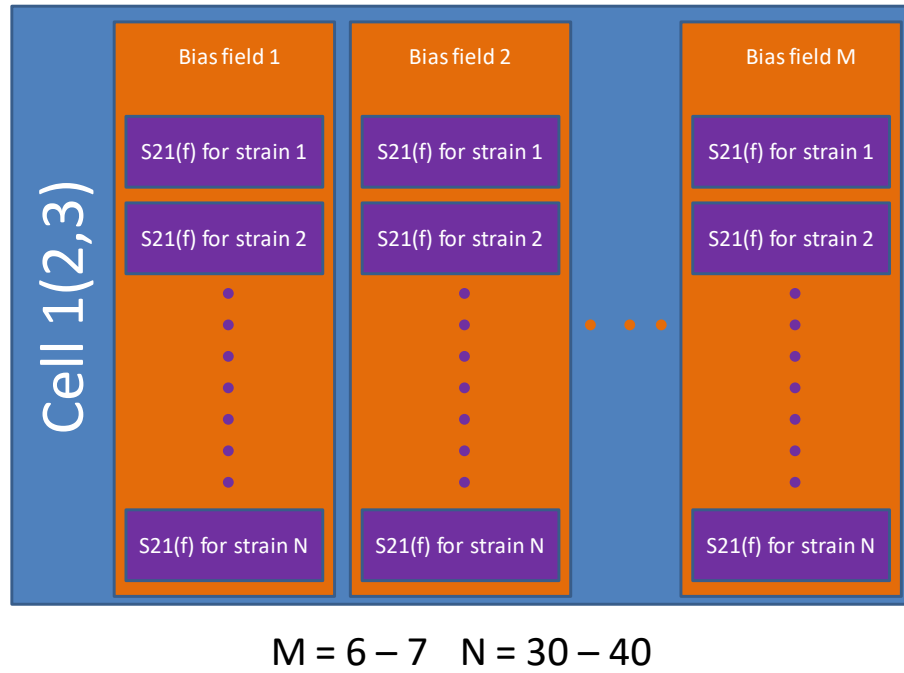 Cell 1(2,3)
Bias field 1
S21(f) for strain 1
S21(f) for strain 2
S21(f) for strain N
Bias field 2
S21(f) for strain 1
S21(f) for strain 2
S21(f) for strain N
Bias field M
S21(f) for strain 1
S21(f) for strain 2
S21(f) for strain N
M = 6 – 7 N = 30 – 40